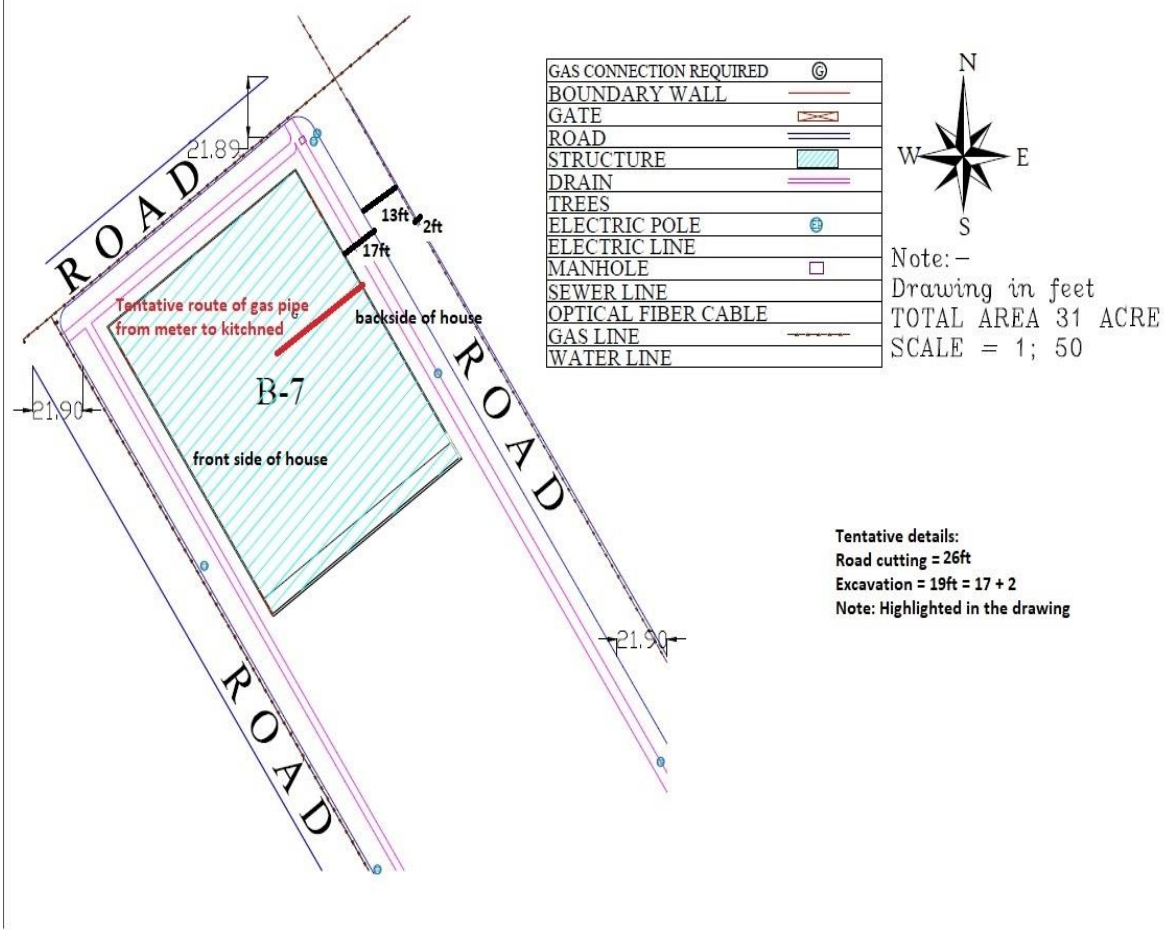 GAS CONNECTION REQUIRED G
BOUNDARY WALL
GATE
ROAD
STRUCTURE
DRAIN
TREES
ELECTRIC POLE
ELECTRIC LINE
MANHOLE
SEWER LINE
OPTICAL FIBER CABLE
GAS LINE
WATER LINE
N
W E
S
Note:-
Drawing in feet
TOTAL AREA 31 ACRE
SCALE = 1; 50
21.89
ROAD
13ft
2ft
17ft
Tentative route of gas pipe
from meter to kitchned
G
backside of house
B-7
21.90
front side of house
ROAD
ROAD
21.90
Tentative details:
Road cutting = 26ft
Excavation = 19ft = 17 + 2
Note: Highlighted in the drawing